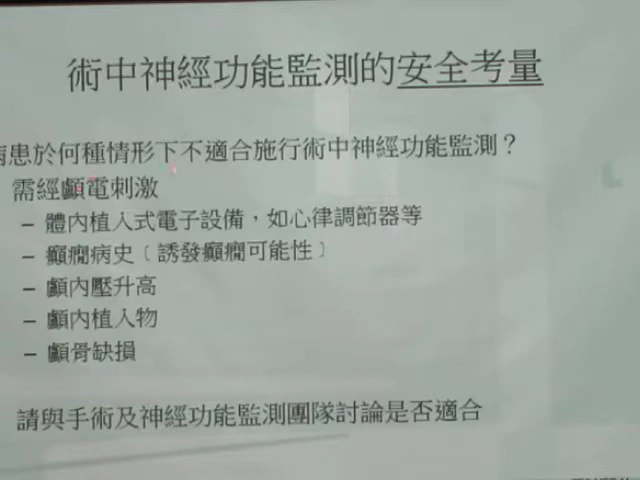 術中神經功能監測的安全考量
病患於何種情形下不適合施行術中神經功能監測？
需經顱電刺激
– 體內植入式電子設備，如心律調節器等
– 癲癇病史﹝誘發癲癇可能性﹞
– 顱內壓升高
– 顱內植入物
– 顱骨缺損
請與手術及神經功能監測團隊討論是否適合